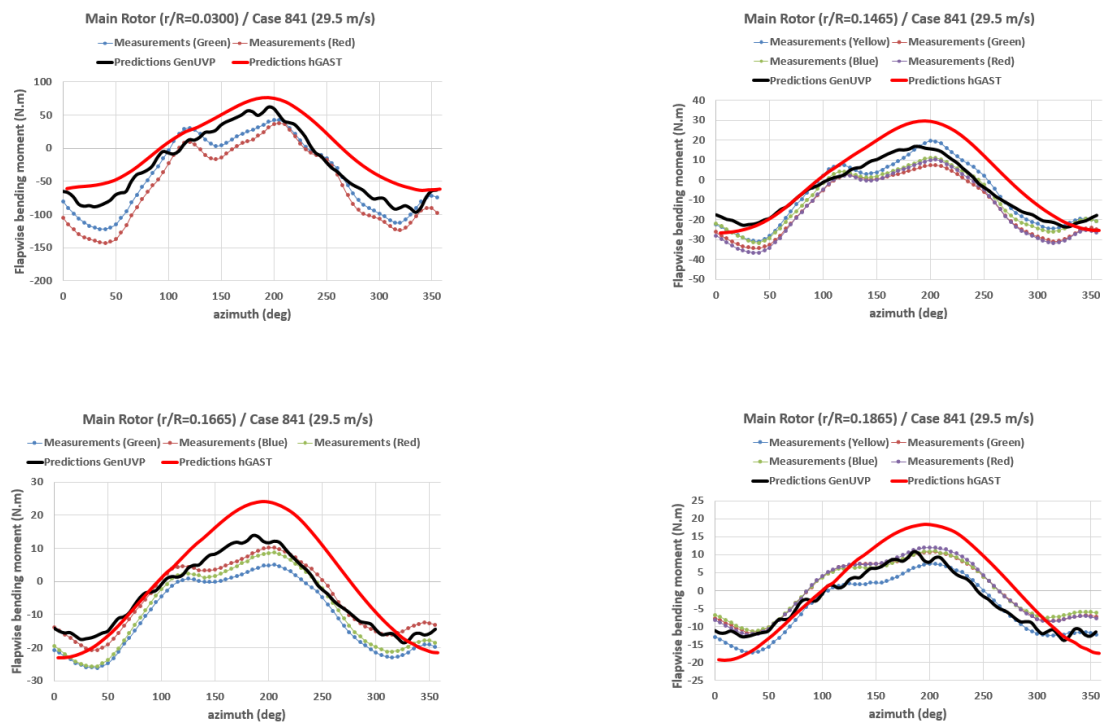 Main Rotor (r/R=0.0300) / Case 841 (29.5 m/s)
Measurements (Green) Measurements (Red)
Predictions GenUVP Predictions hGAST
Flapwise bending moment (N.m)
100
50
0
-50
-100
-150
-200
0 50 100 150 200 250 300 350
azimuth (deg)
Main Rotor (r/R=0.1465) / Case 841 (29.5 m/s)
Measurements (Yellow) Measurements (Green)
Measurements (Blue) Measurements (Red)
Predictions GenUVP Predictions hGAST
Flapwise bending moment (N.m)
40
30
20
10
0
-10
-20
-30
-40
-50
0 50 100 150 200 250 300 350
azimuth (deg)
Main Rotor (r/R=0.1665) / Case 841 (29.5 m/s)
Measurements (Green) Measurements (Blue) Measurements (Red)
Predictions GenUVP Predictions hGAST
Flapwise bending moment (N.m)
30
20
10
0
-10
-20
-30
0 50 100 150 200 250 300 350
azimuth (deg)
Main Rotor (r/R=0.1865) / Case 841 (29.5 m/s)
Measurements (Yellow) Measurements (Green)
Measurements (Blue) Measurements (Red)
Predictions GenUVP Predictions hGAST
Flapwise bending moment (N.m)
25
20
15
10
5
0
-5
-10
-15
-20
-25
0 50 100 150 200 250 300 350
azimuth (deg)